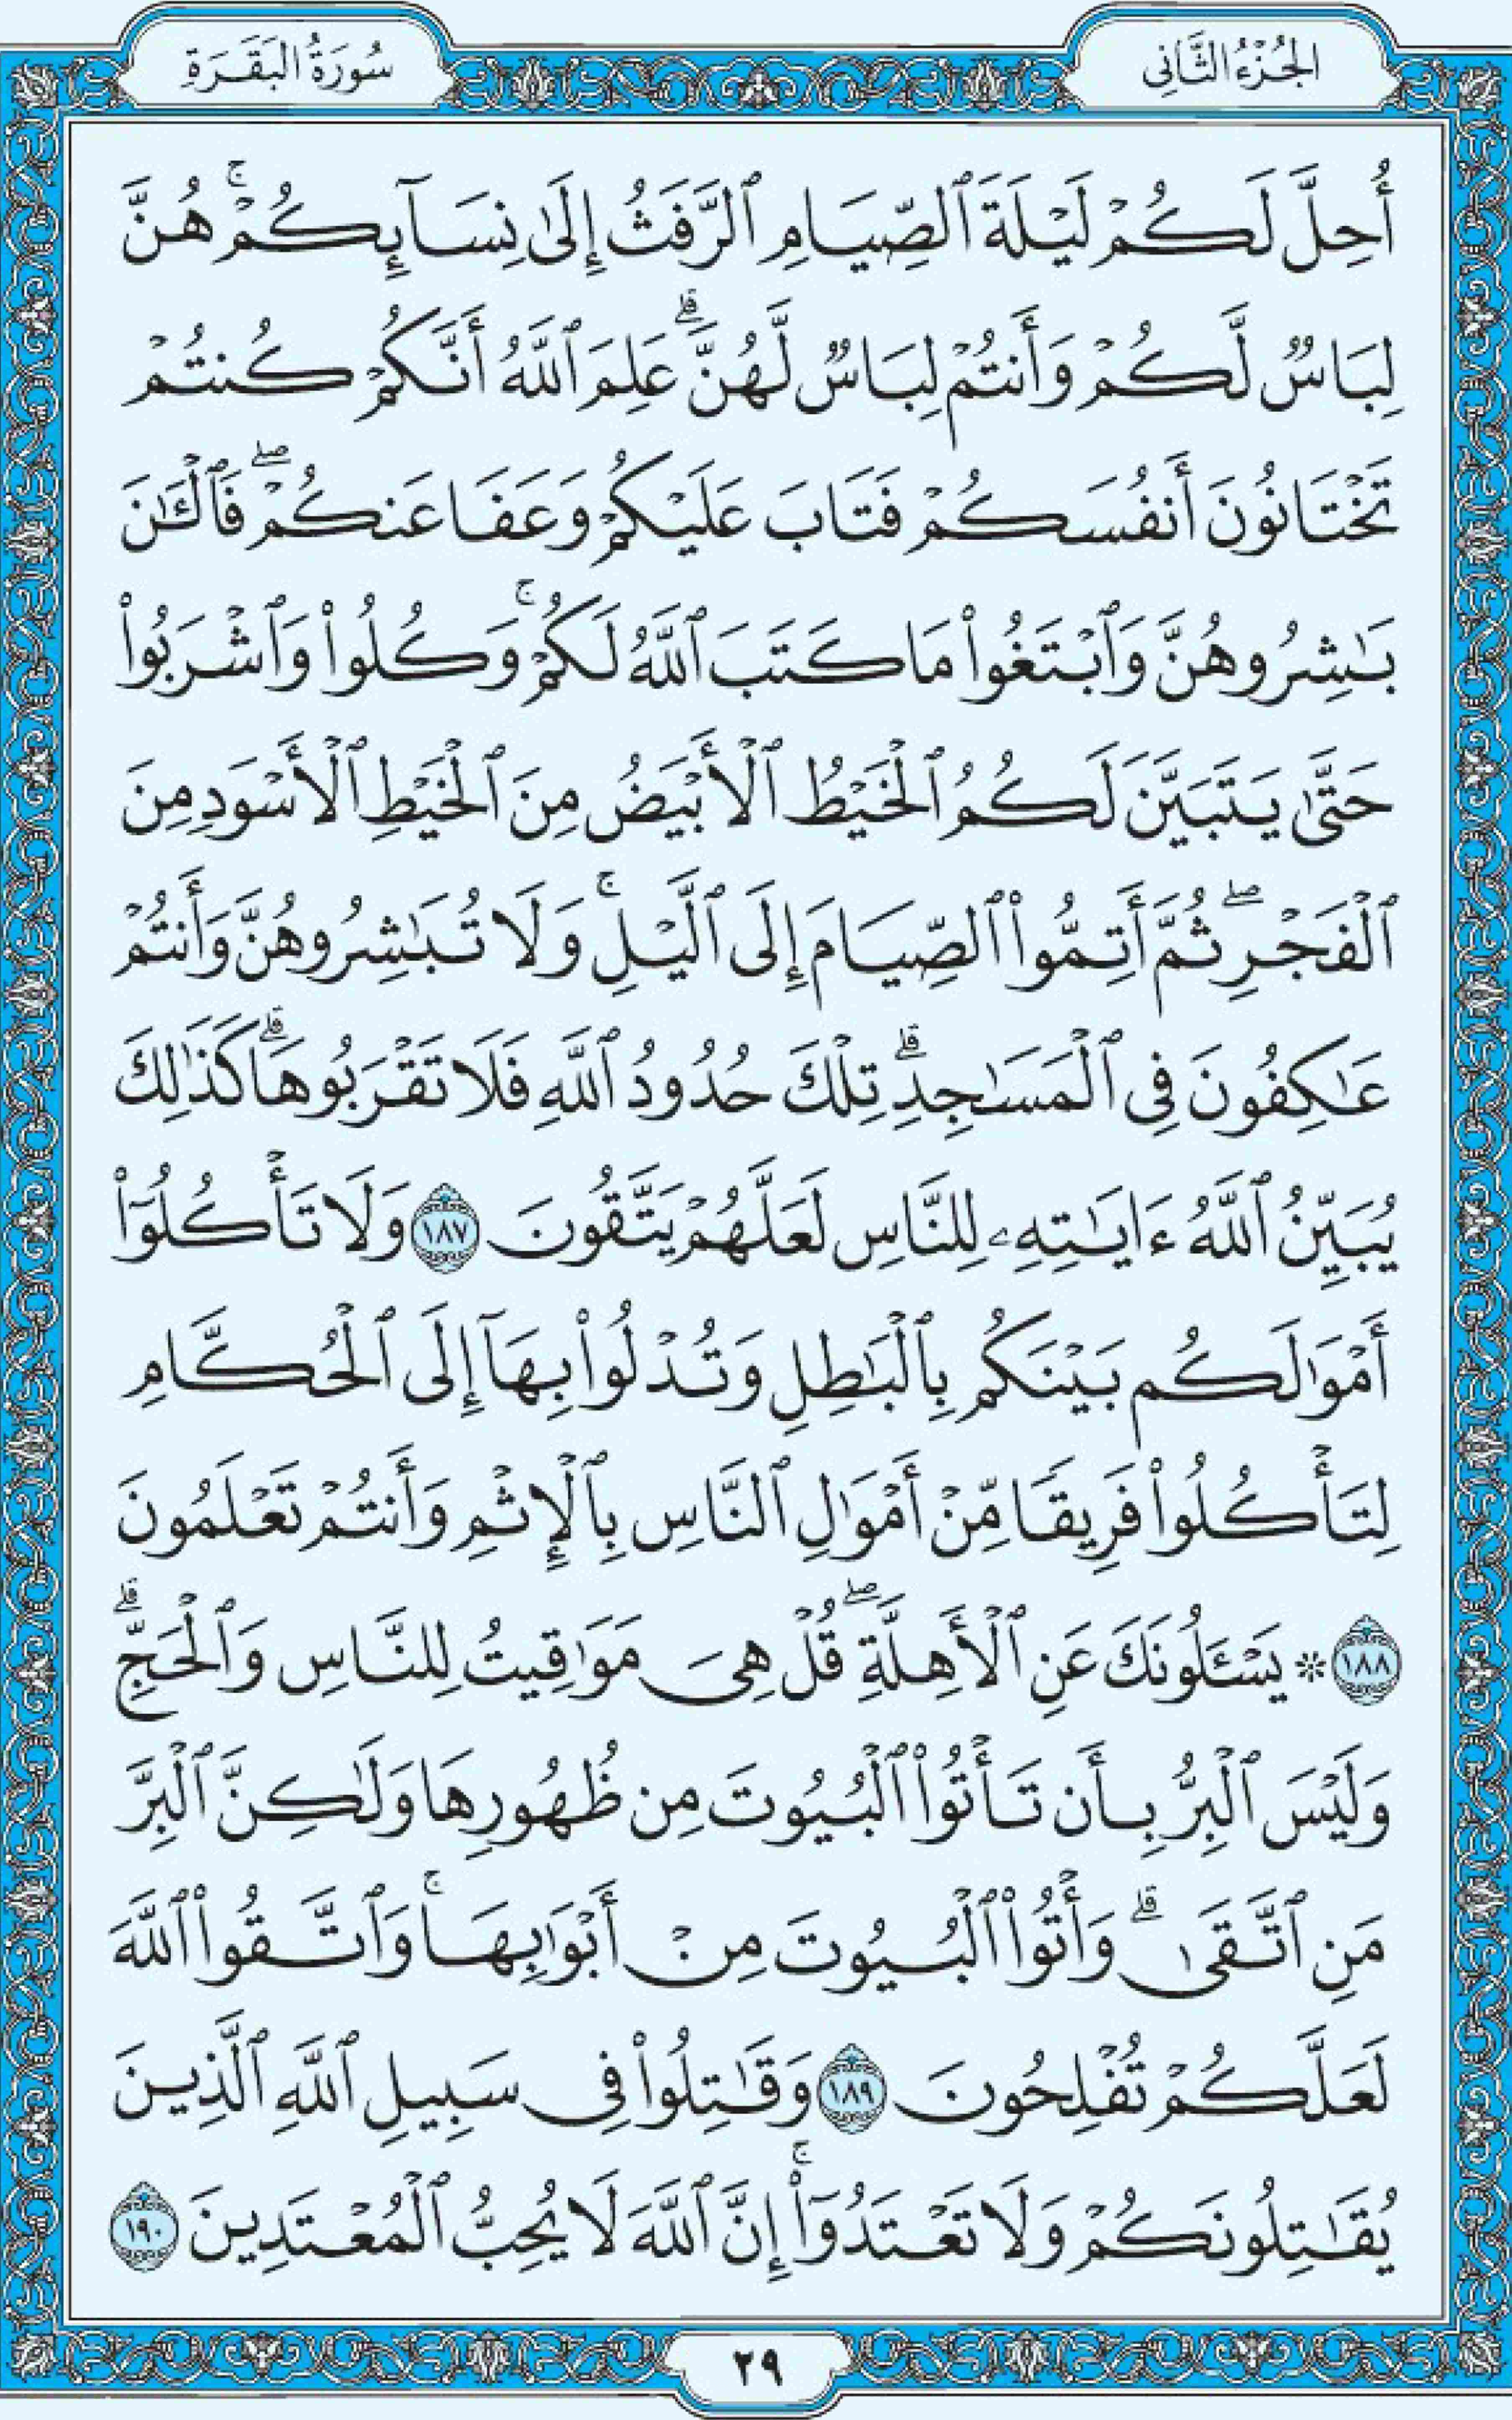 الجُزْءُ الثَّانِي
سُورَةُ البَقَرَةِ
أُحِلَّ لَكُمۡ لَيۡلَةَ ٱلصِّيَامِ ٱلرَّفَثُ إِلَىٰ نِسَآئِكُمۡۚ هُنَّ
لِبَاسٞ لَّكُمۡ وَأَنتُمۡ لِبَاسٞ لَّهُنَّۗ عَلِمَ ٱللَّهُ أَنَّكُمۡ كُنتُمۡ
تَخۡتَانُونَ أَنفُسَكُمۡ فَتَابَ عَلَيۡكُمۡ وَعَفَا عَنكُمۡۖ فَٱلۡـَٰٔنَ
بَٰشِرُوهُنَّ وَٱبۡتَغُواْ مَا كَتَبَ ٱللَّهُ لَكُمۡۚ وَكُلُواْ وَٱشۡرَبُواْ
حَتَّىٰ يَتَبَيَّنَ لَكُمُ ٱلۡخَيۡطُ ٱلۡأَبۡيَضُ مِنَ ٱلۡخَيۡطِ ٱلۡأَسۡوَدِ مِنَ
ٱلۡفَجۡرِۖ ثُمَّ أَتِمُّواْ ٱلصِّيَامَ إِلَى ٱلَّيۡلِۚ وَلَا تُبَٰشِرُوهُنَّ وَأَنتُمۡ
عَٰكِفُونَ فِي ٱلۡمَسَٰجِدِۗ تِلۡكَ حُدُودُ ٱللَّهِ فَلَا تَقۡرَبُوهَاۗ كَذَٰلِكَ
يُبَيِّنُ ٱللَّهُ ءَايَٰتِهِۦ لِلنَّاسِ لَعَلَّهُمۡ يَتَّقُونَ ١٨٧ وَلَا تَأۡكُلُوٓاْ
أَمۡوَٰلَكُم بَيۡنَكُم بِٱلۡبَٰطِلِ وَتُدۡلُواْ بِهَآ إِلَى ٱلۡحُكَّامِ
لِتَأۡكُلُواْ فَرِيقٗا مِّنۡ أَمۡوَٰلِ ٱلنَّاسِ بِٱلۡإِثۡمِ وَأَنتُمۡ تَعۡلَمُونَ
١٨٨ ۞ يَسۡـَٔلُونَكَ عَنِ ٱلۡأَهِلَّةِۖ قُلۡ هِيَ مَوَٰقِيتُ لِلنَّاسِ وَٱلۡحَجِّۗ
وَلَيۡسَ ٱلۡبِرُّ بِأَن تَأۡتُواْ ٱلۡبُيُوتَ مِن ظُهُورِهَا وَلَٰكِنَّ ٱلۡبِرَّ
مَنِ ٱتَّقَىٰۗ وَأۡتُواْ ٱلۡبُيُوتَ مِنۡ أَبۡوَٰبِهَاۚ وَٱتَّقُواْ ٱللَّهَ
لَعَلَّكُمۡ تُفۡلِحُونَ ١٨٩ وَقَٰتِلُواْ فِي سَبِيلِ ٱللَّهِ ٱلَّذِينَ
يُقَٰتِلُونَكُمۡ وَلَا تَعۡتَدُوٓاْۚ إِنَّ ٱللَّهَ لَا يُحِبُّ ٱلۡمُعۡتَدِينَ ١٩٠
٢٩